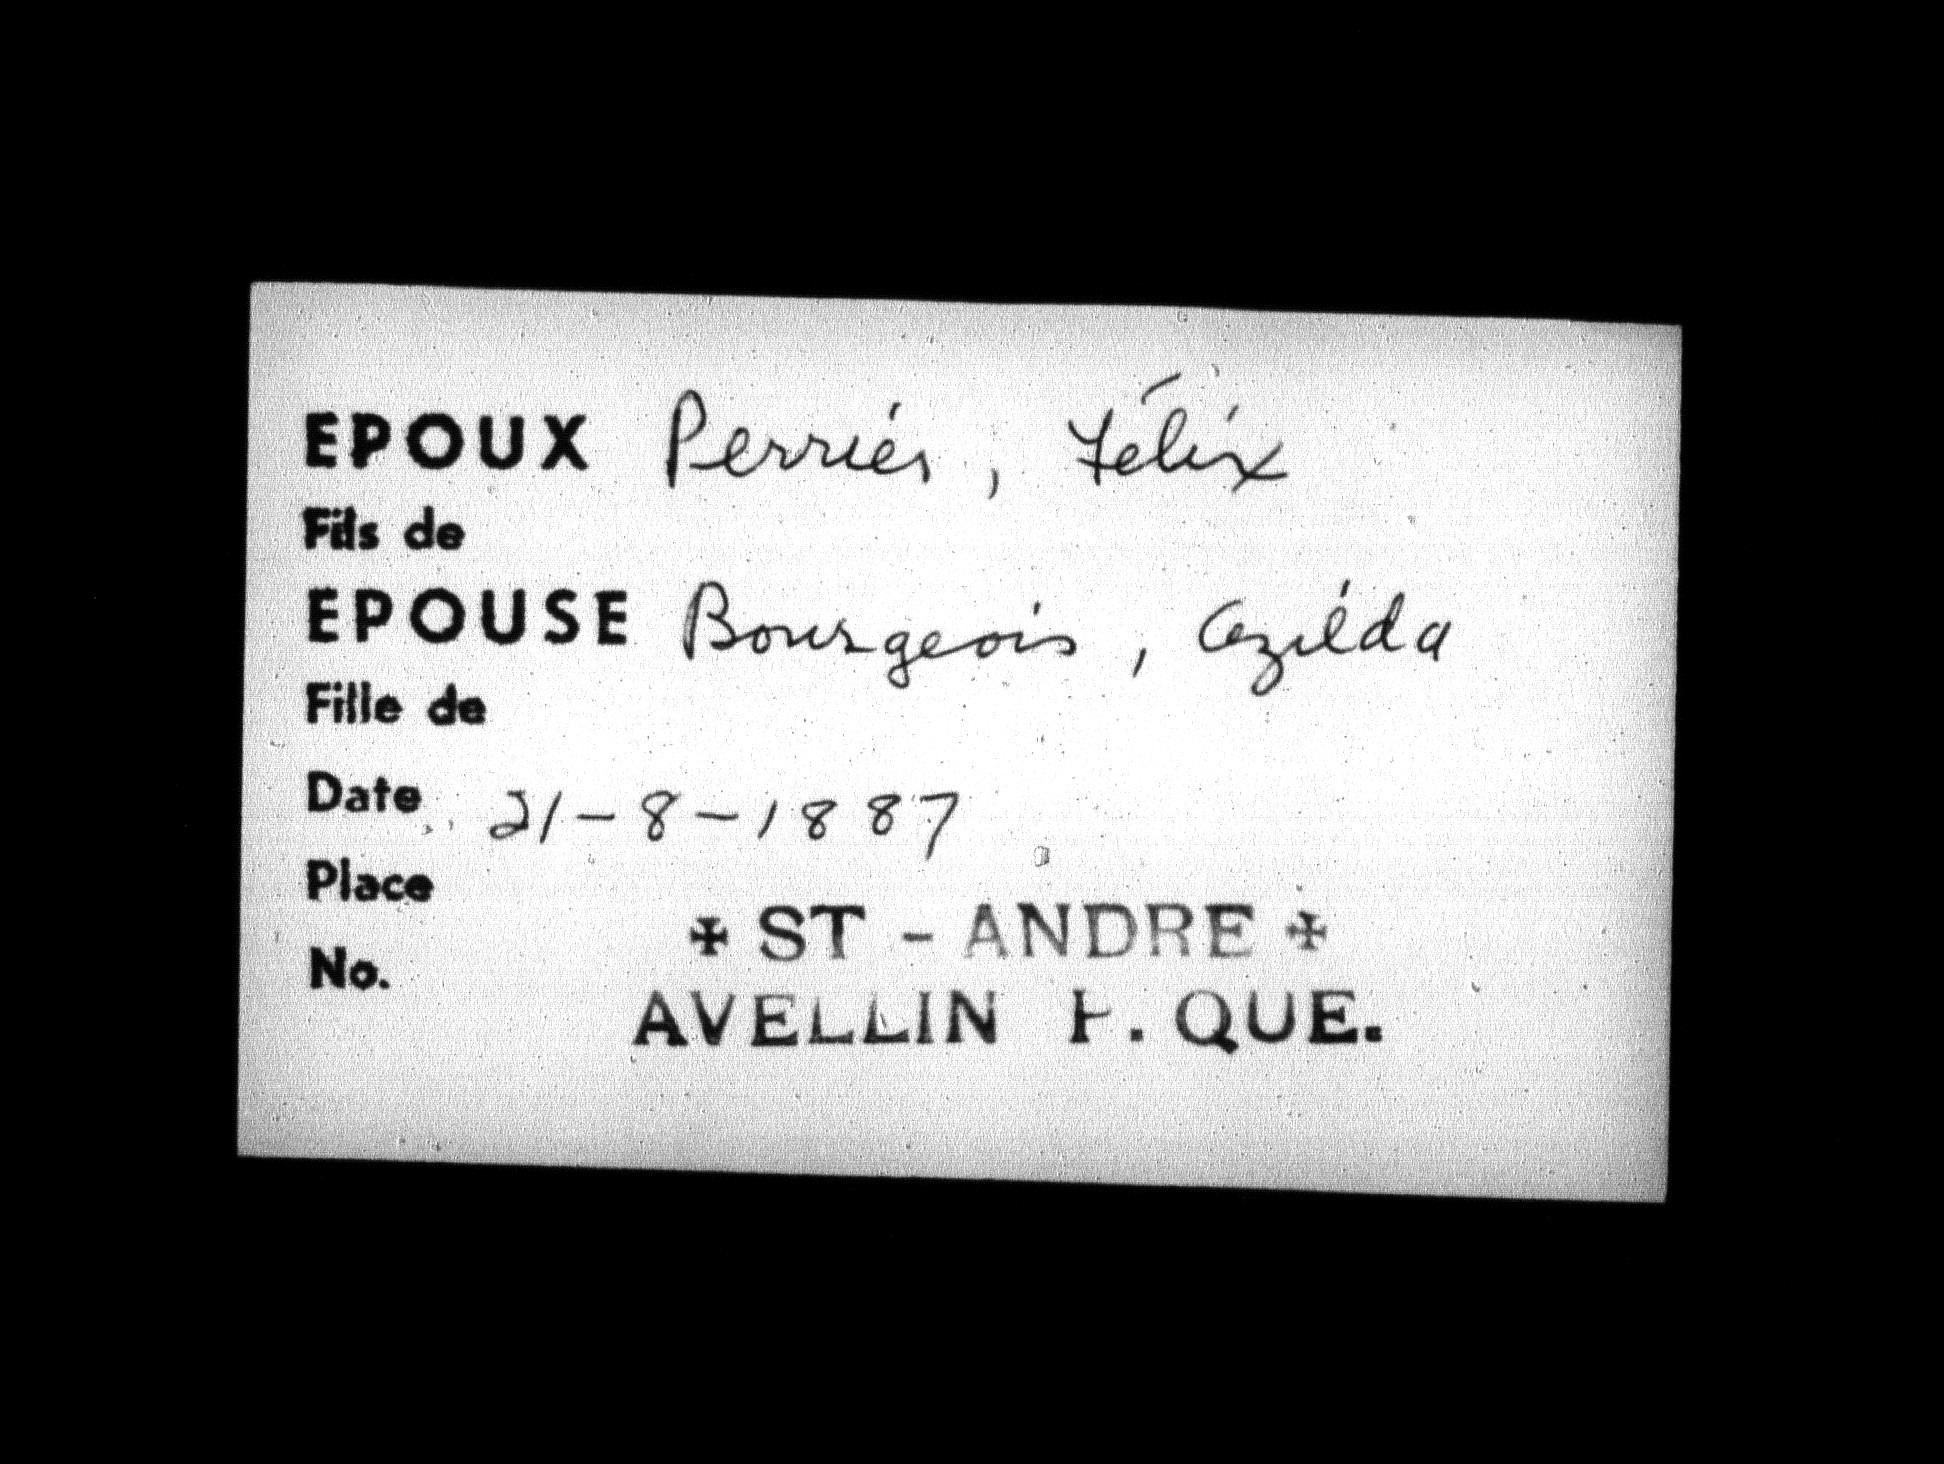 EPOUX Perrier, Félix
Fils de
EPOUSE Bourgeois, Azilda
Fille de
Date 21-8-1887
Place
✠ ST - ANDRE ✠
No.
AVELLIN P. QUE.